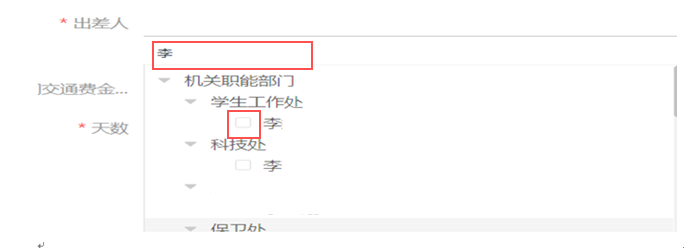 * 出差人
李
机关职能部门
交通费金...
学生工作处
* 天数
李
科技处
李
保卫处